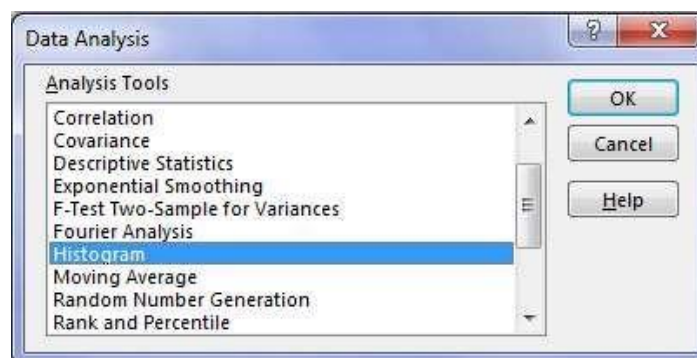 Data Analysis
?
Analysis Tools
Correlation
Covariance
Descriptive Statistics
Exponential Smoothing
F-Test Two-Sample for Variances
Fourier Analysis
Histogram
Moving Average
Random Number Generation
Rank and Percentile
OK
Cancel
Help